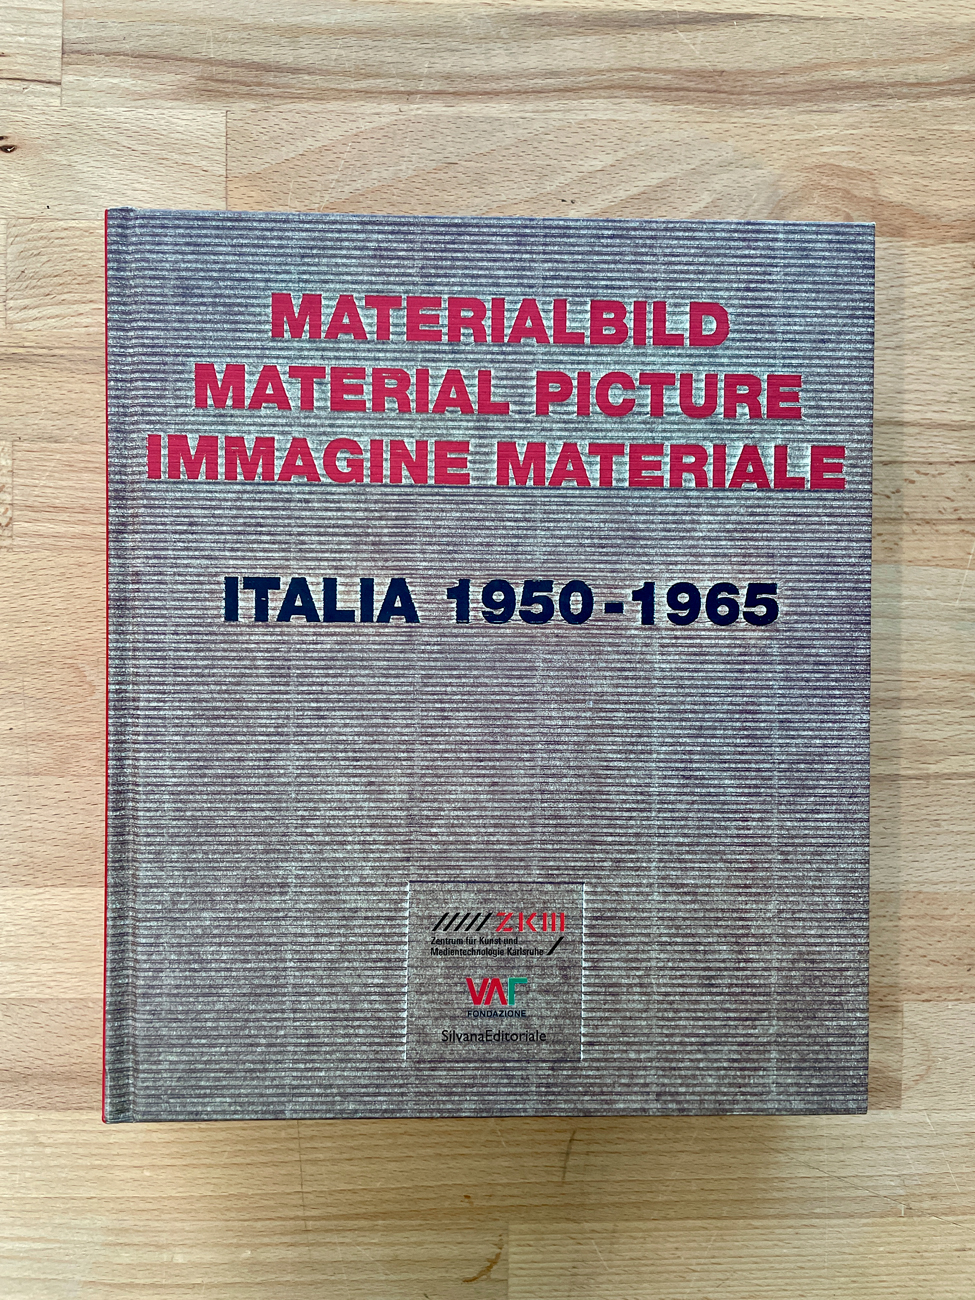 MATERIALBILD
MATERIAL PICTURE
IMMAGINE MATERIALE
ITALIA 1950-1965
ZKM
Zentrum für Kunst und
Medientechnologie Karlsruhe
VAF
FONDAZIONE
SilvanaEditoriale